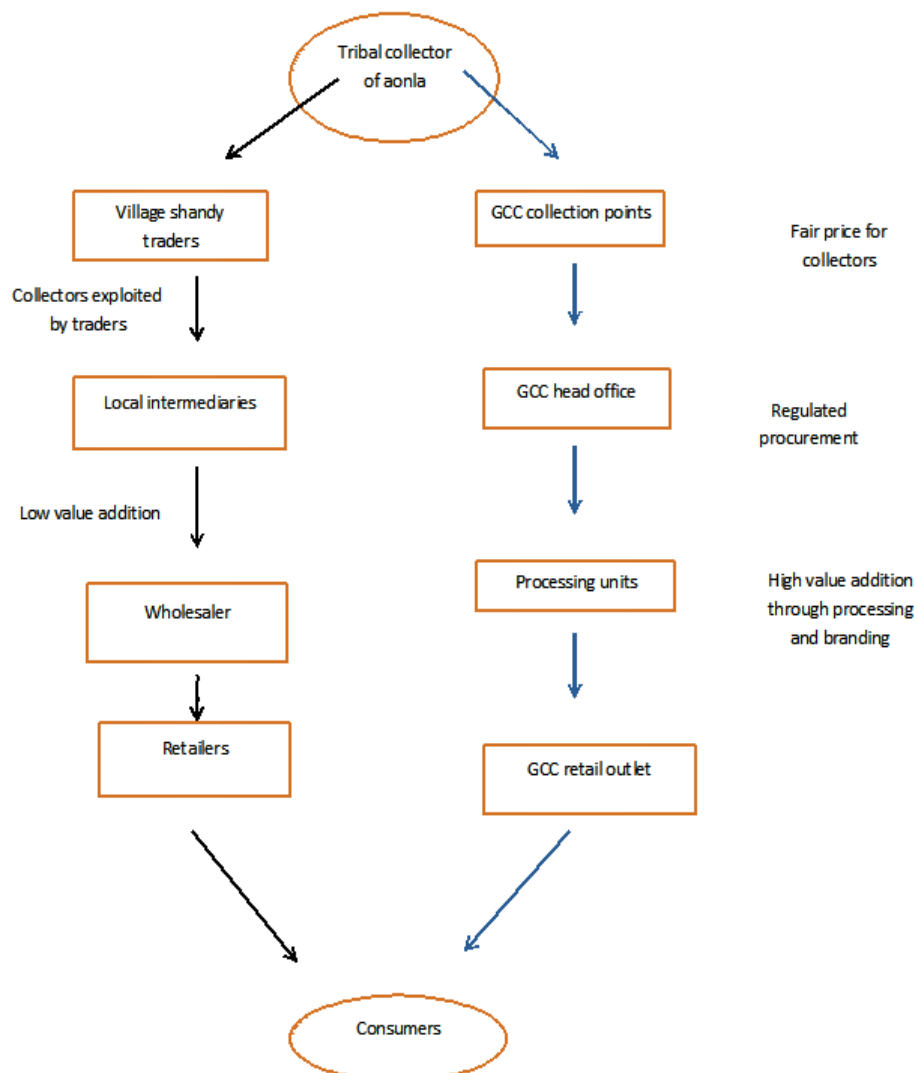 Tribal collector
of aonla
Village shandy
traders
GCC collection points
Fair price for
collectors
Collectors exploited
by traders
Local intermediaries
GCC head office
Regulated
procurement
Low value addition
Wholesaler
Processing units
High value addition
through processing
and branding
Retailers
GCC retail outlet
Consumers